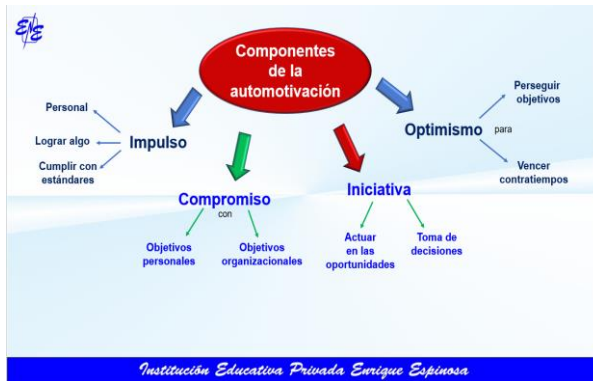 ENE
Componentes
de la
automotivación
Impulso
Personal
Lograr algo
Cumplir con
estándares
Compromiso
con
Objetivos
personales
Objetivos
organizacionales
Iniciativa
Actuar
en las
oportunidades
Toma de
decisiones
Optimismo
para
Perseguir
objetivos
Vencer
contratiempos
Institución Educativa Privada Enrique Espinosa